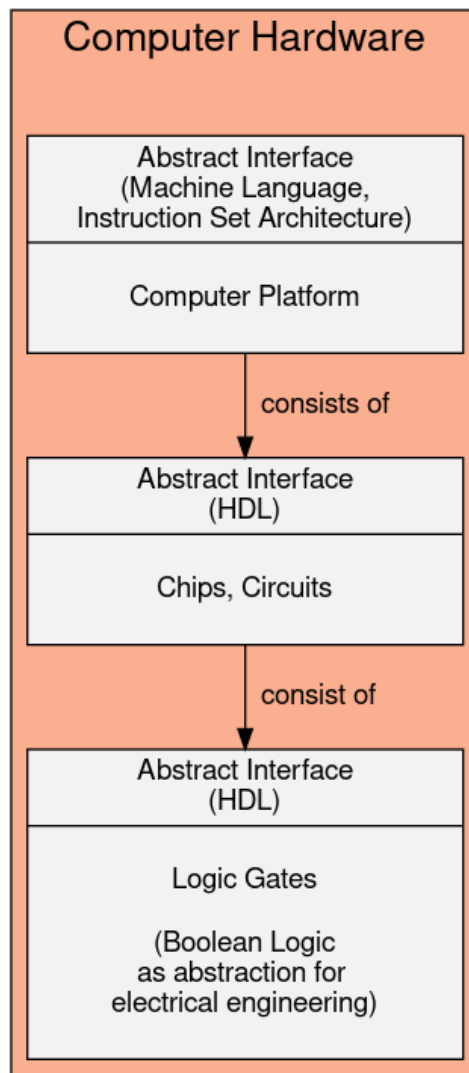 Computer Hardware
Abstract Interface
(Machine Language,
Instruction Set Architecture)
Computer Platform
consists of
Abstract Interface
(HDL)
Chips, Circuits
consist of
Abstract Interface
(HDL)
Logic Gates
(Boolean Logic
as abstraction for
electrical engineering)